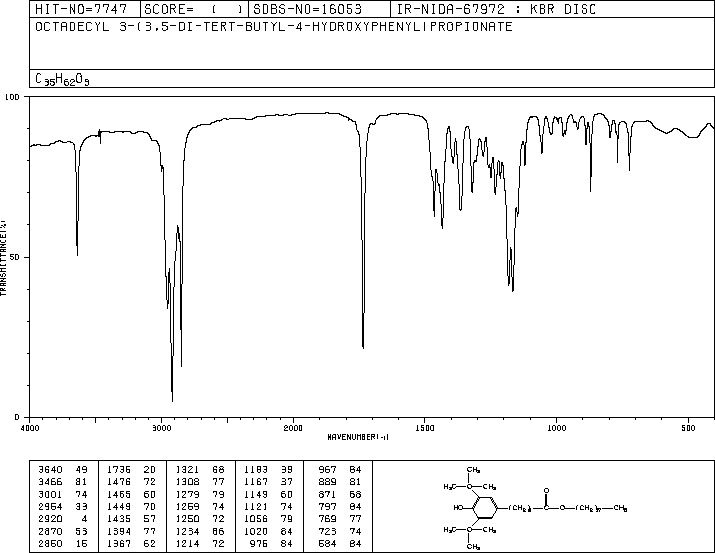 HIT-NO=7747 SCORE= ( ) SDBS-NO=16053 IR-NIDA-67972 : KBR DISC
OCTADECYL 3-(3,5-DI-TERT-BUTYL-4-HYDROXYPHENYL)PROPIONATE
C35H62O3
100
50
0
TRANSMITTANCE(%)
4000 3000 2000 1500 1000 500
WAVENUMBER(-1)
3640 49 1736 20 1321 68 1183 39 967 84
3466 81 1476 72 1308 77 1167 37 889 81
3001 74 1465 60 1279 79 1149 60 871 68
2954 33 1449 70 1259 74 1121 74 797 84
2920 4 1435 57 1250 72 1056 79 769 77
2870 53 1394 77 1234 66 1020 84 723 74
2850 15 1367 62 1214 72 976 84 684 84